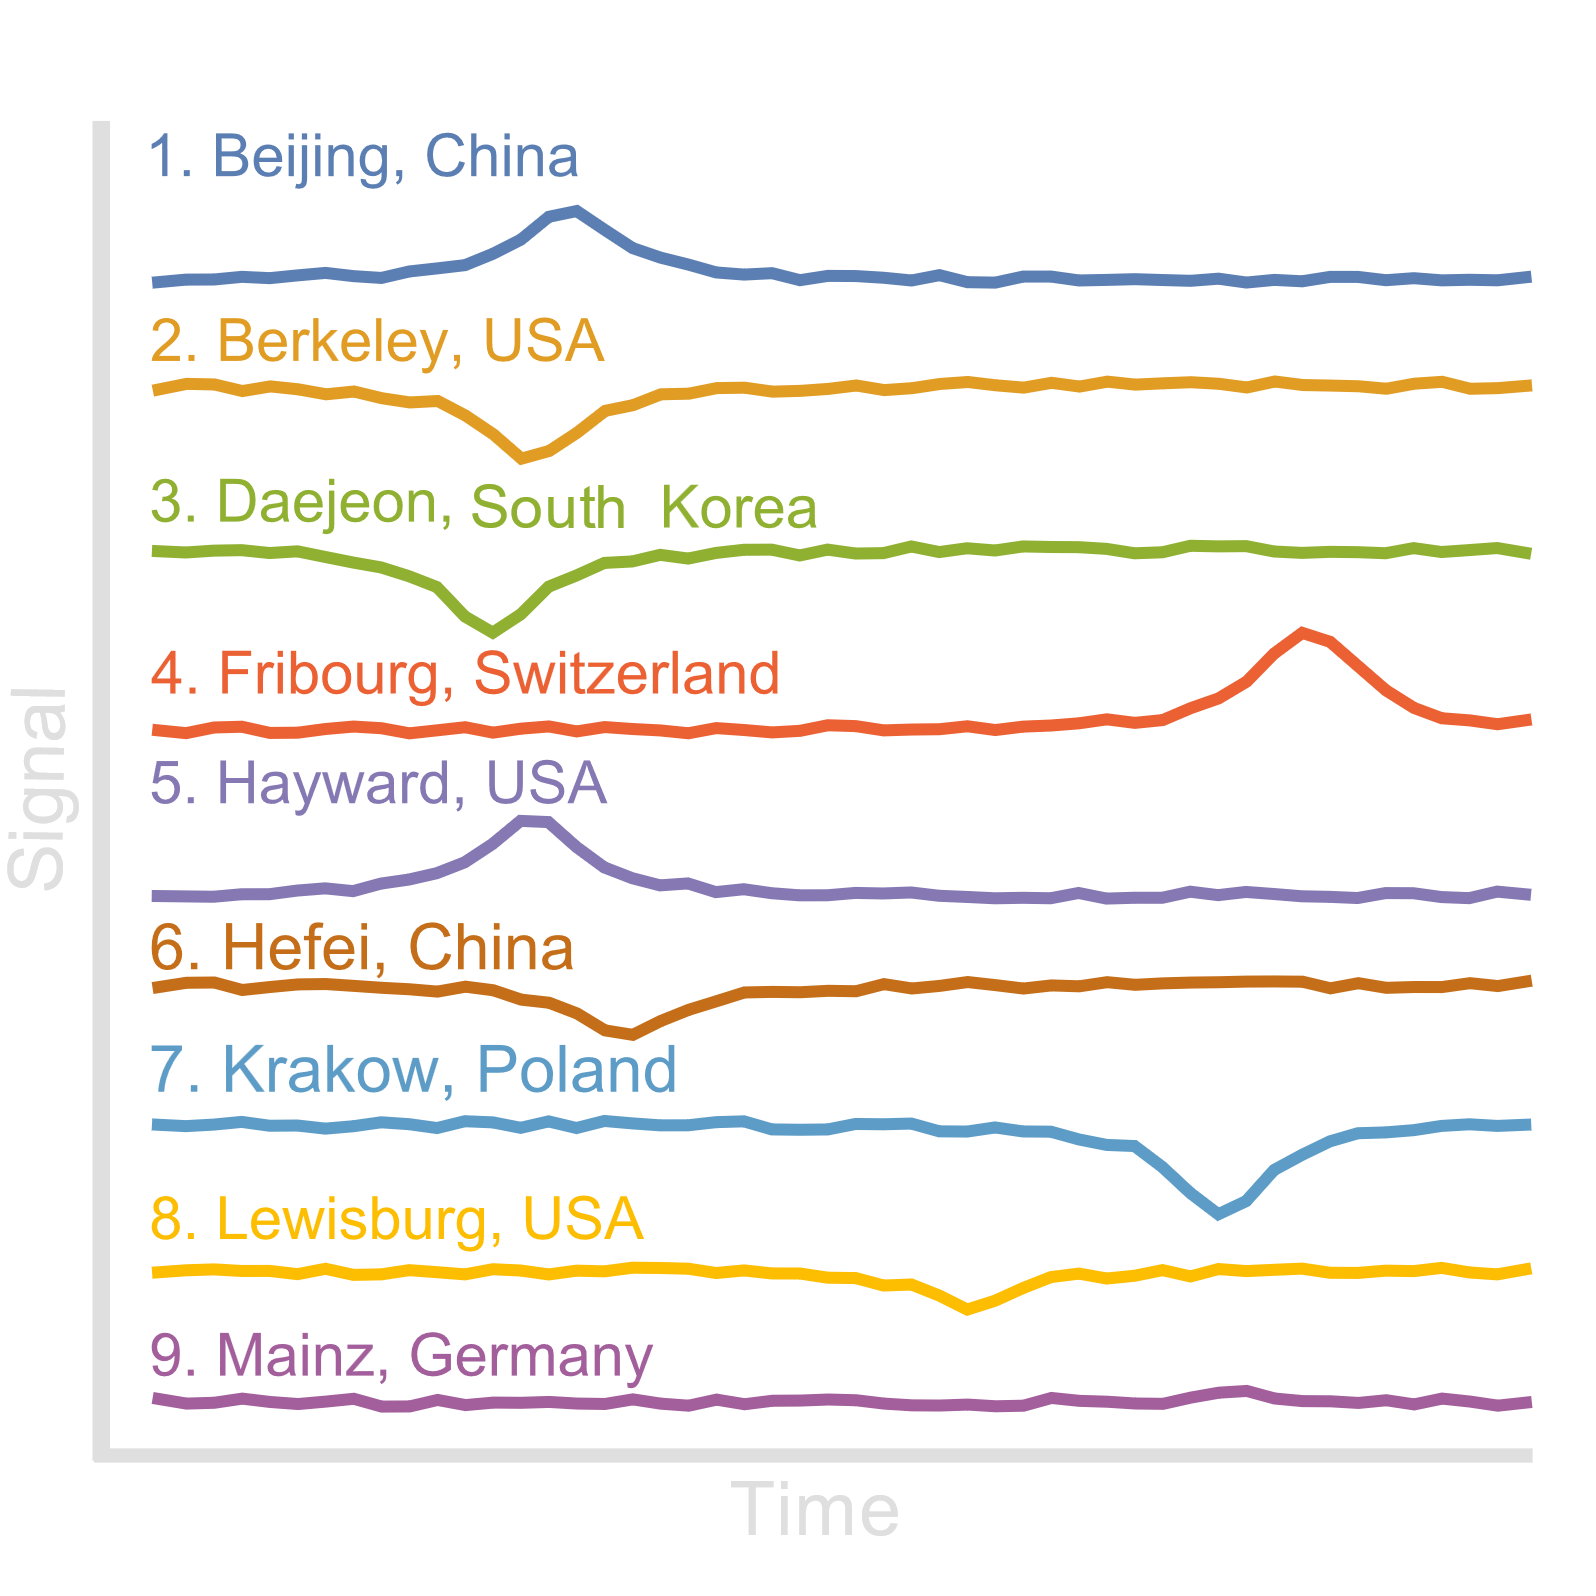 1. Beijing, China
2. Berkeley, USA
3. Daejeon, South Korea
4. Fribourg, Switzerland
5. Hayward, USA
6. Hefei, China
7. Krakow, Poland
8. Lewisburg, USA
9. Mainz, Germany
Signal
Time